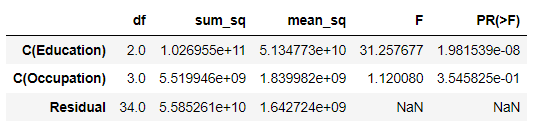 df sum_sq mean_sq F PR(>F)
C(Education) 2.0 1.026955e+11 5.134773e+10 31.257677 1.981539e-08
C(Occupation) 3.0 5.519946e+09 1.839982e+09 1.120080 3.545825e-01
Residual 34.0 5.585261e+10 1.642724e+09 NaN NaN